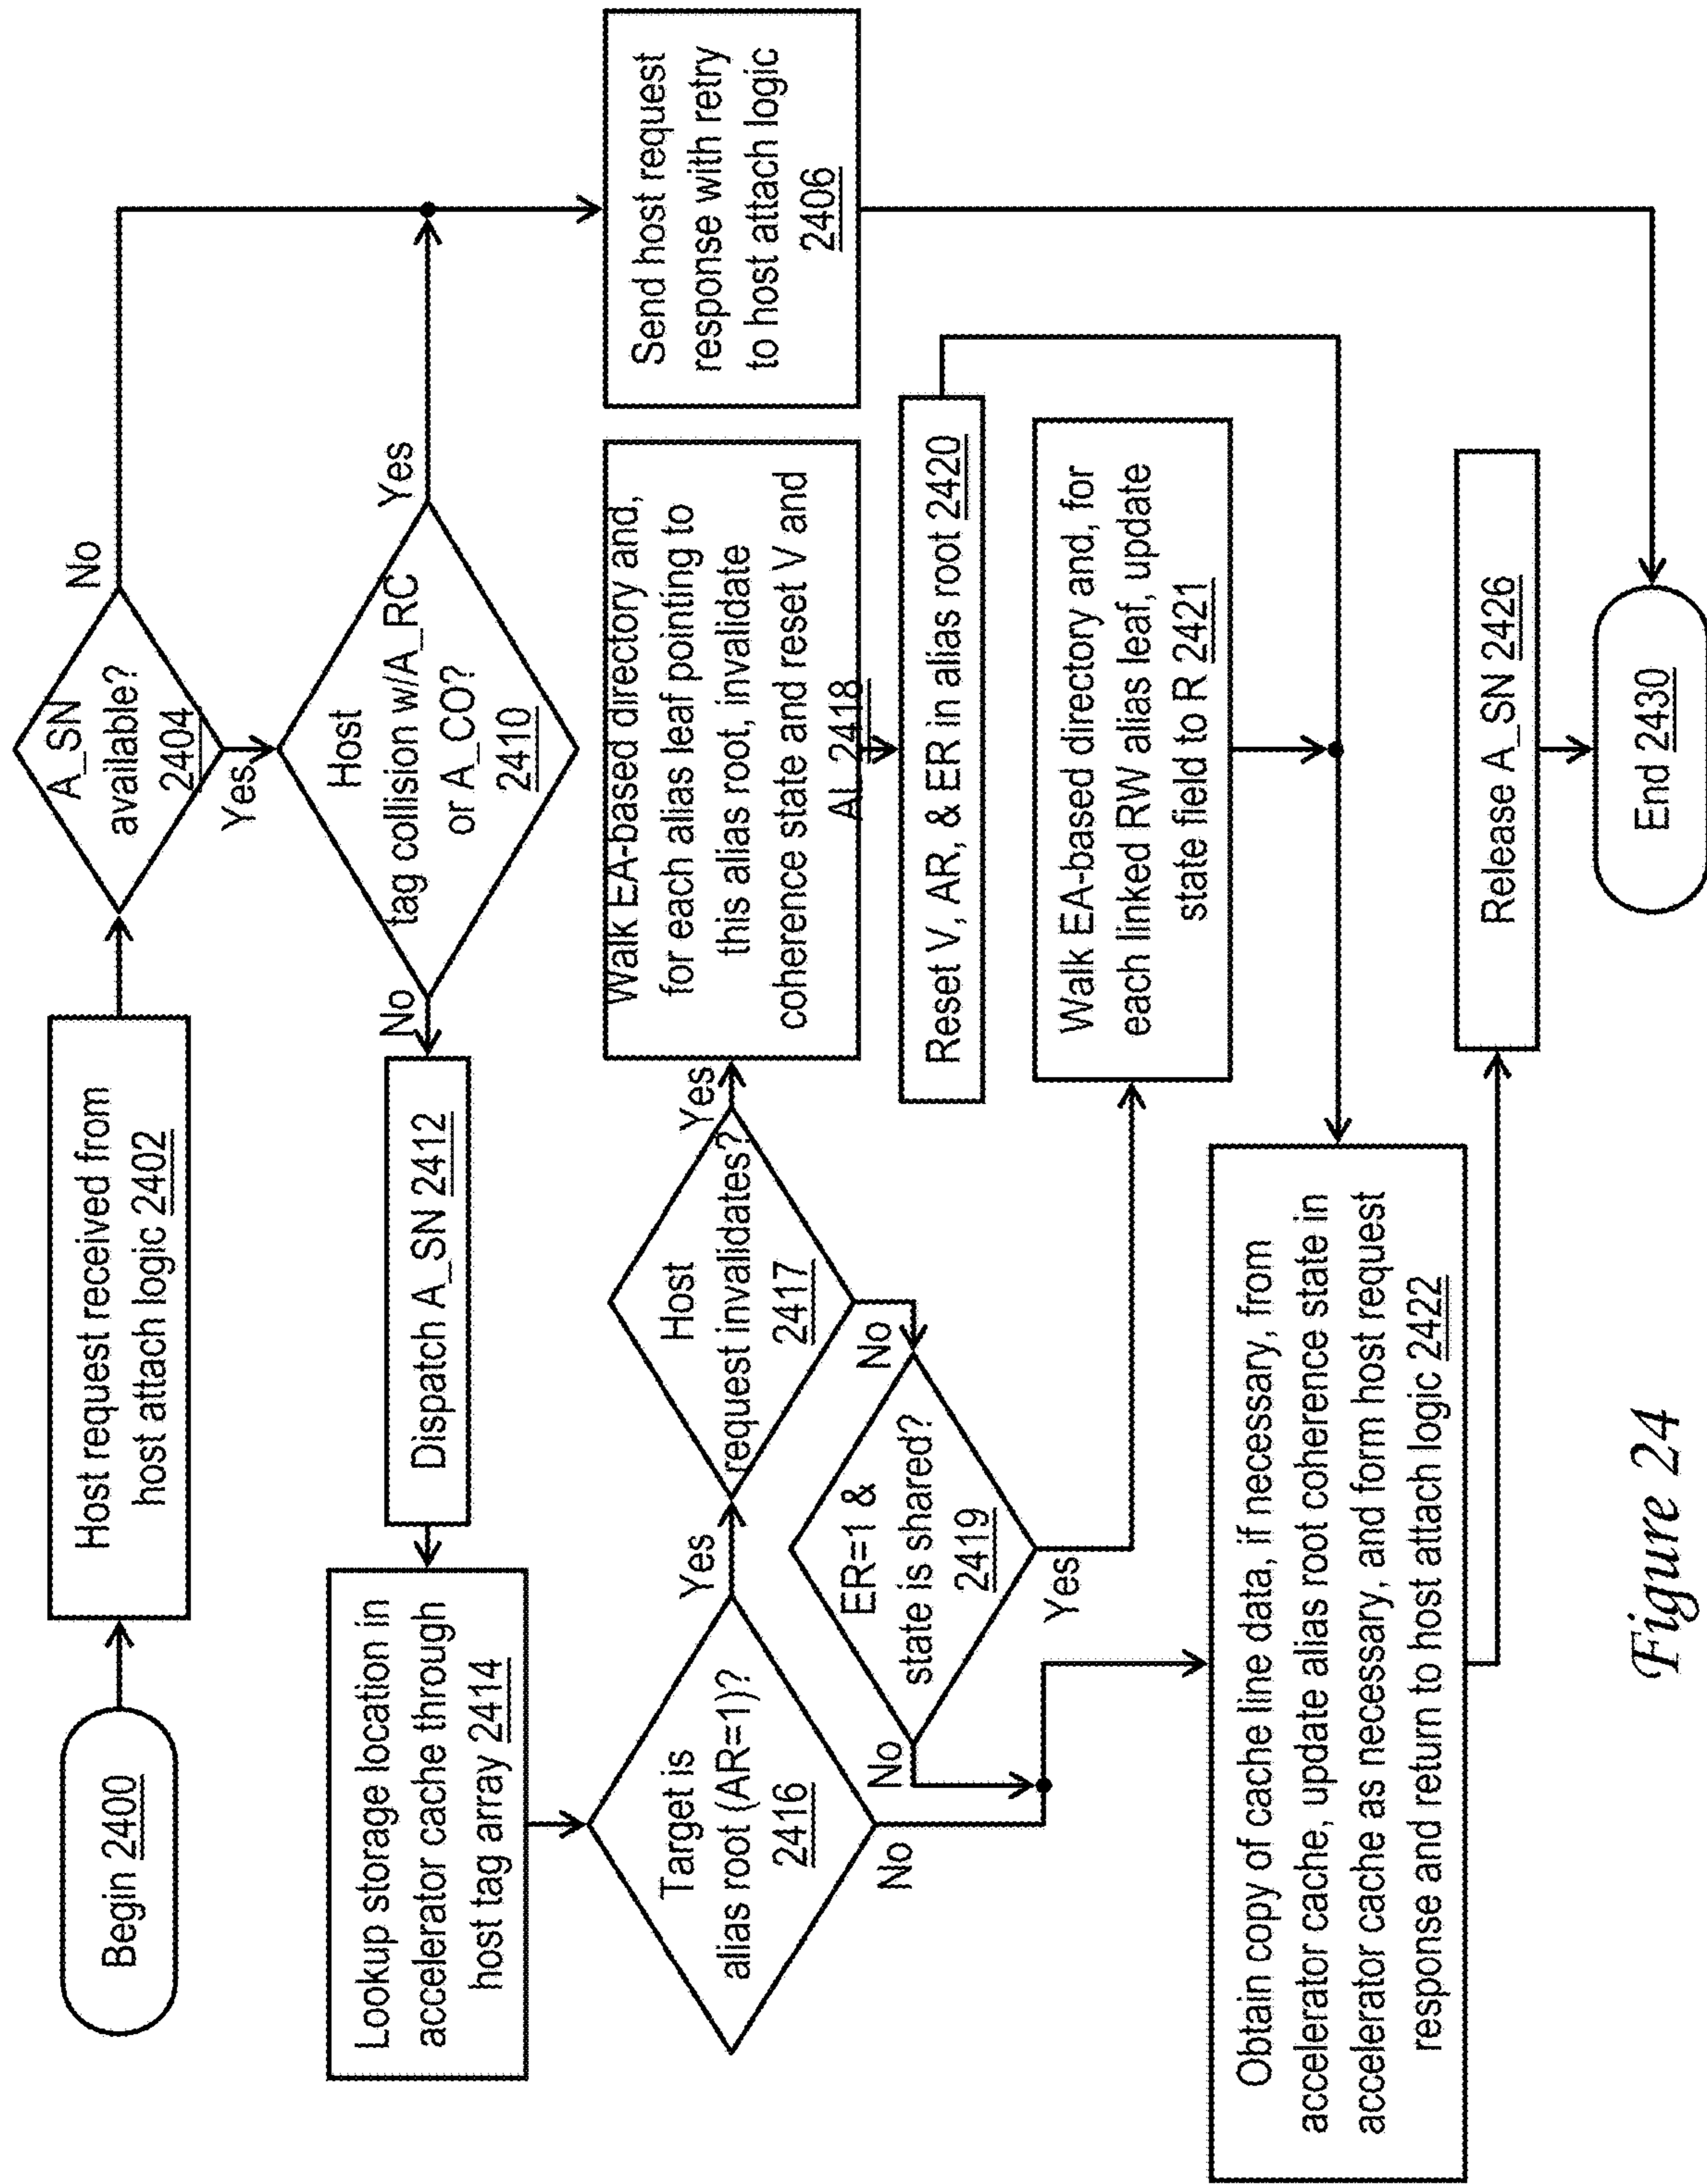 Begin 2400
Host request received from
host attach logic 2402
A_SN
available?
2404
No
Yes
Host
tag collision w/A_RC
or A_CO?
2410
Yes
No
Dispatch A_SN 2412
Lookup storage location in
accelerator cache through
host tag array 2414
Target is
alias root (AR=1)?
2416
Yes
No
Host
request invalidates?
2417
Yes
No
ER=1 &
state is shared?
2419
No
Yes
Walk EA-based directory and,
for each alias leaf pointing to
this alias root, invalidate
coherence state and reset V and
AL 2418
Send host request
response with retry
to host attach logic
2406
Reset V, AR, & ER in alias root 2420
Walk EA-based directory and, for
each linked RW alias leaf, update
state field to R 2421
Obtain copy of cache line data, if necessary, from
accelerator cache, update alias root coherence state in
accelerator cache as necessary, and form host request
response and return to host attach logic 2422
Release A_SN 2426
End 2430
Figure 24